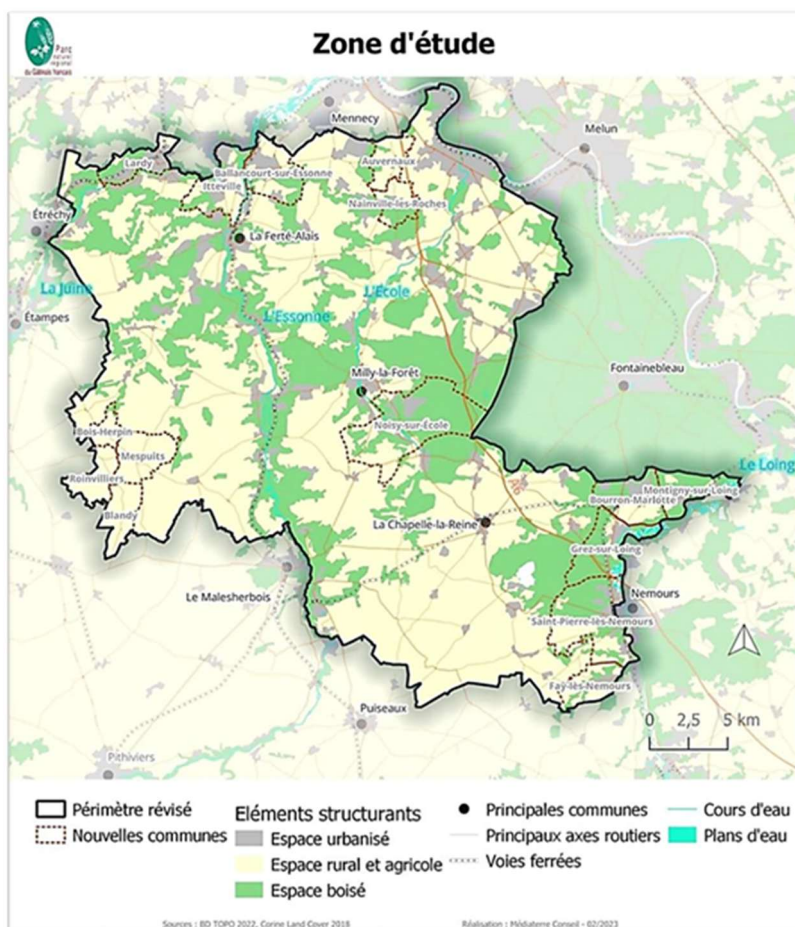 Zone d'étude
Parc
naturel
régional
du Gâtinais français
Mennecy
Melun
Lardy
Ballancourt-sur-Essonne
Itteville
Auvernaux
Nainville-les-Roches
Étréchy
La Ferté-Alais
La Juine
L'École
L'Essonne
Étampes
Milly-la-Forêt
Fontainebleau
Noisy-sur-École
Bois-Herpin
Mespuits
Roinvilliers
Blandy
Le Loing
Montigny-sur-Loing
Bourron-Marlotte
A6
La Chapelle-la-Reine
Grez-sur-Loing
Le Malesherbois
Nemours
Saint-Pierre-lès-Nemours
Faÿ-lès-Nemours
Puiseaux
Pithiviers
0 2,5 5 km
Périmètre révisé
Nouvelles communes
Eléments structurants
Espace urbanisé
Espace rural et agricole
Espace boisé
Principales communes
Principaux axes routiers
Voies ferrées
Cours d'eau
Plans d'eau
Sources : BD TOPO 2022, Corine Land Cover 2018
Réalisation : Médiaterre Conseil - 02/2023